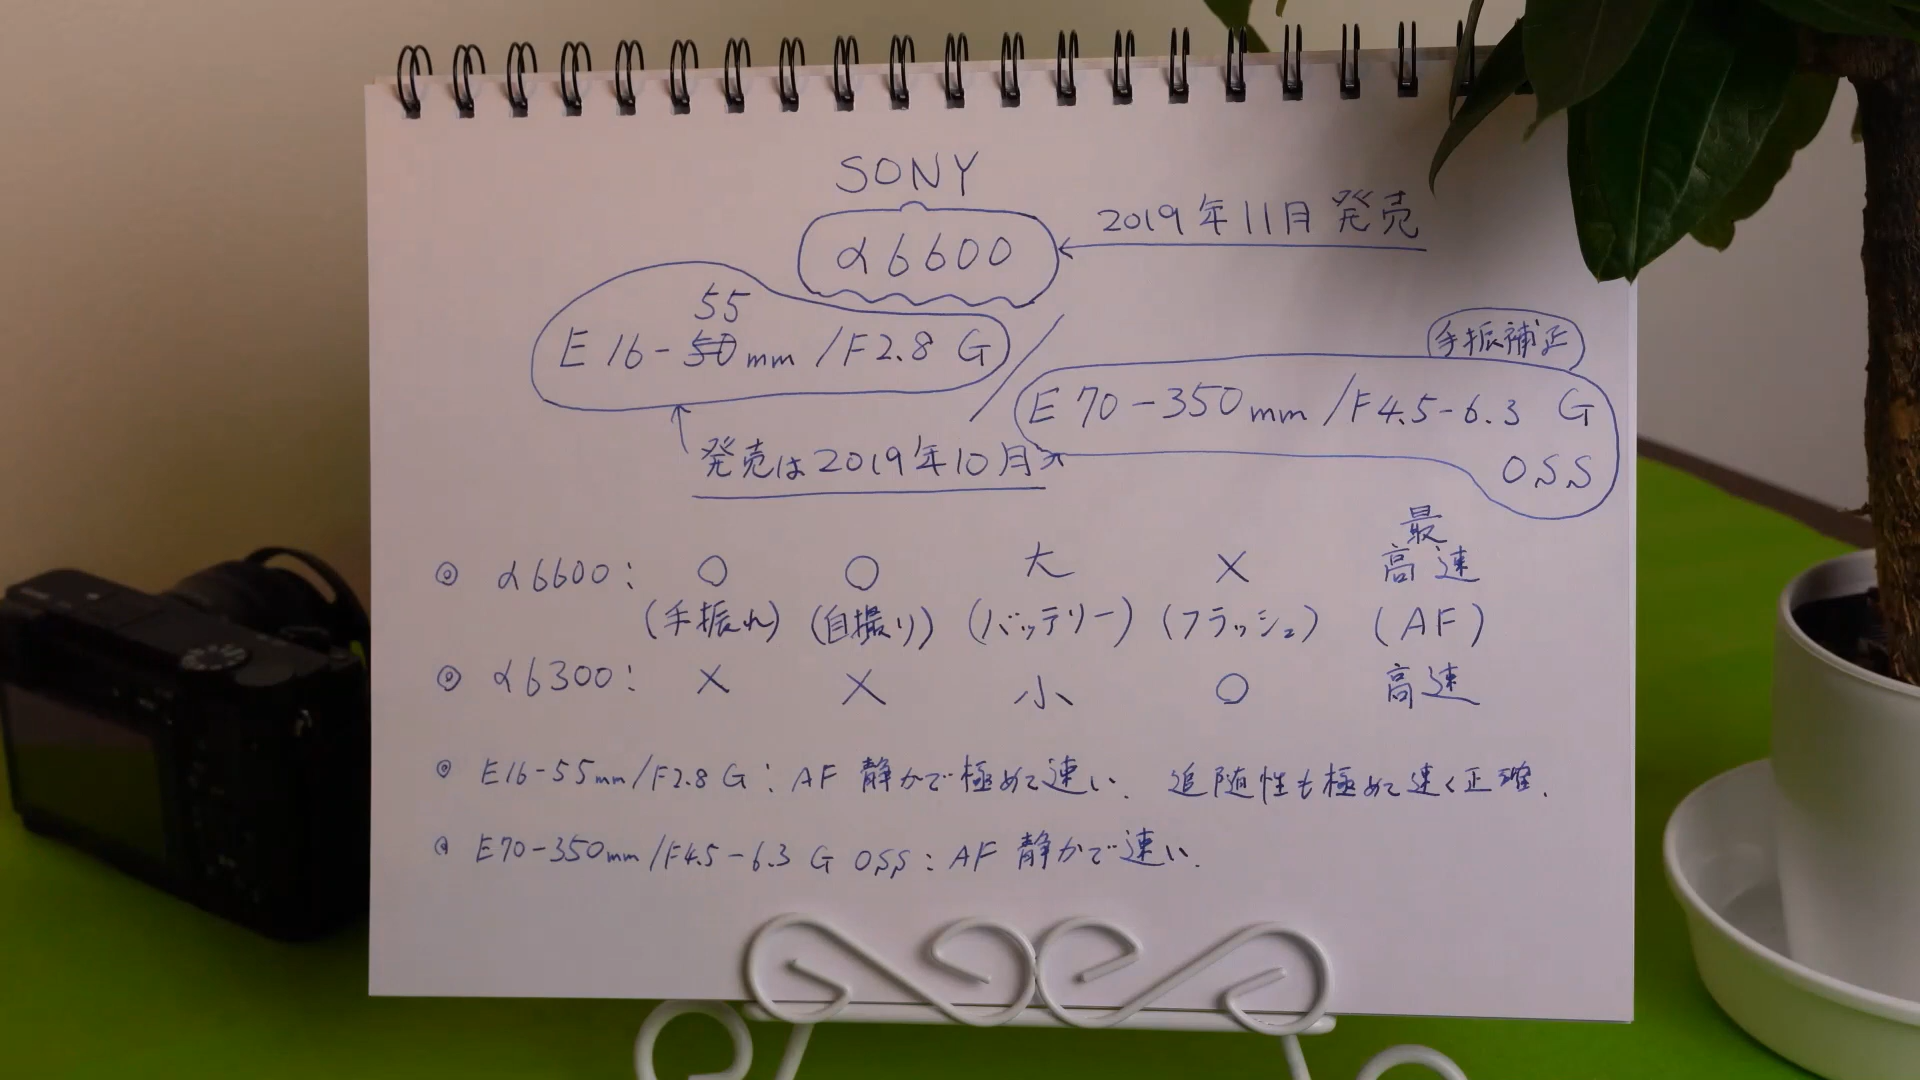 SONY
α6600
2019年11月発売
55
E 16-50mm /F2.8 G
手振補正
E 70-350mm /F4.5-6.3 G
OSS
発売は2019年10月
最
◎ α6600: ○ ○ 大 × 高速
(手振れ) (自撮り) (バッテリー) (フラッシュ) (AF)
◎ α6300: × × 小 ○ 高速
◎ E16-55mm/F2.8 G: AF 静かで極めて速い. 追随性も極めて速く正確.
◎ E70-350mm/F4.5-6.3 G OSS: AF 静かで速い.